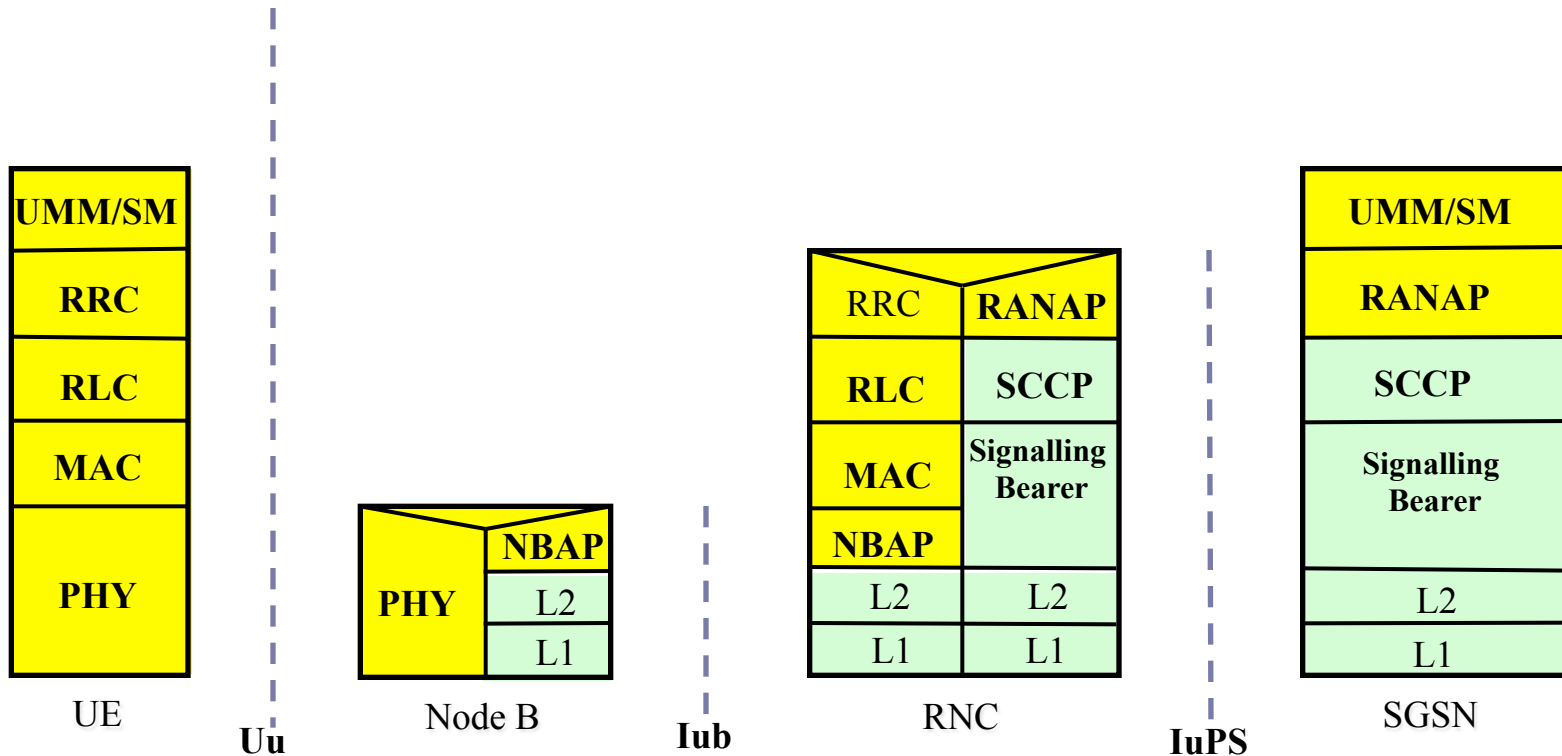 UMM/SM
RRC
RLC
MAC
PHY
UE
Uu
PHY
NBAP
L2
L1
Node B
Iub
RRC
RANAP
RLC
SCCP
MAC
Signalling
Bearer
NBAP
L2
L2
L1
L1
RNC
IuPS
UMM/SM
RANAP
SCCP
Signalling
Bearer
L2
L1
SGSN